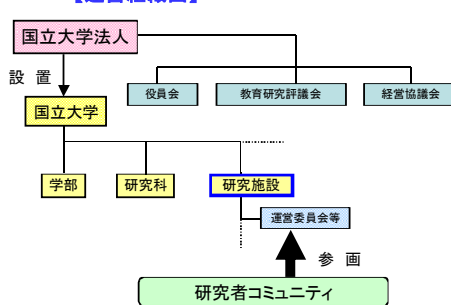 国立大学法人
設 置
役員会
教育研究評議会
経営協議会
国立大学
学部
研究科
研究施設
運営委員会等
参 画
研究者コミュニティ